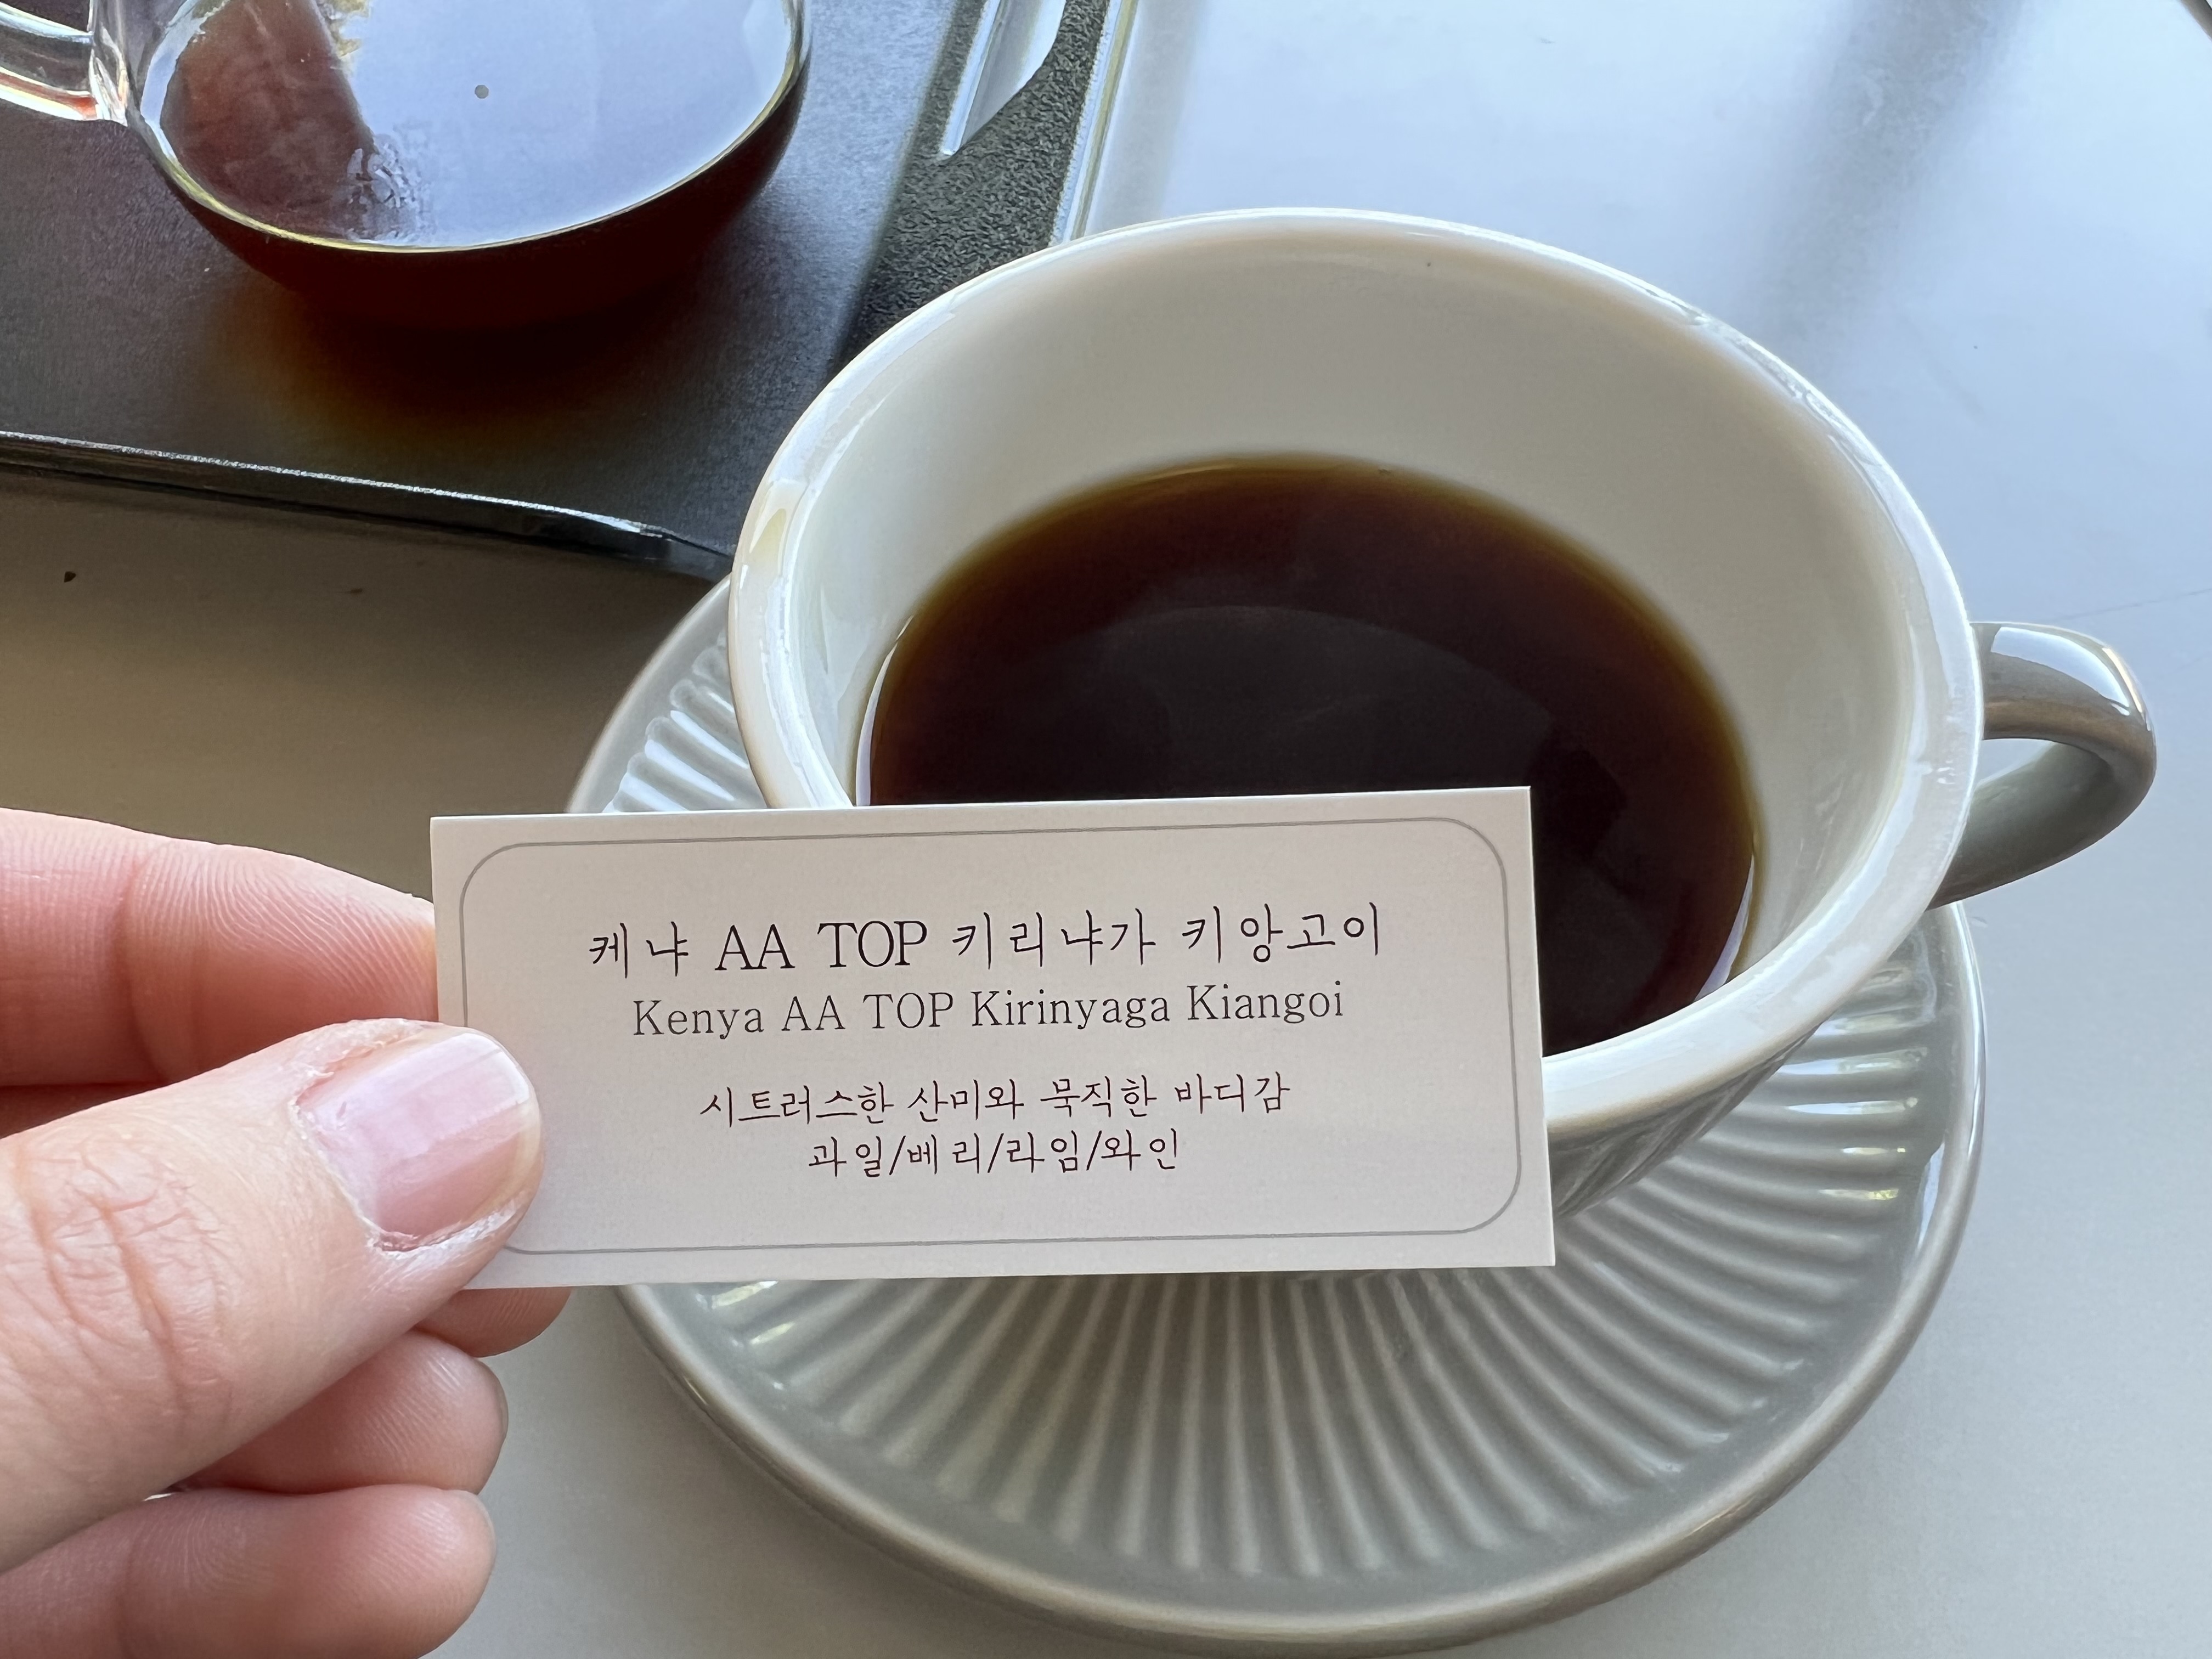 케냐 AA TOP 키리냐가 키앙고이
Kenya AA TOP Kirinyaga Kiangoi
시트러스한 산미와 묵직한 바디감
과일/베리/라임/와인